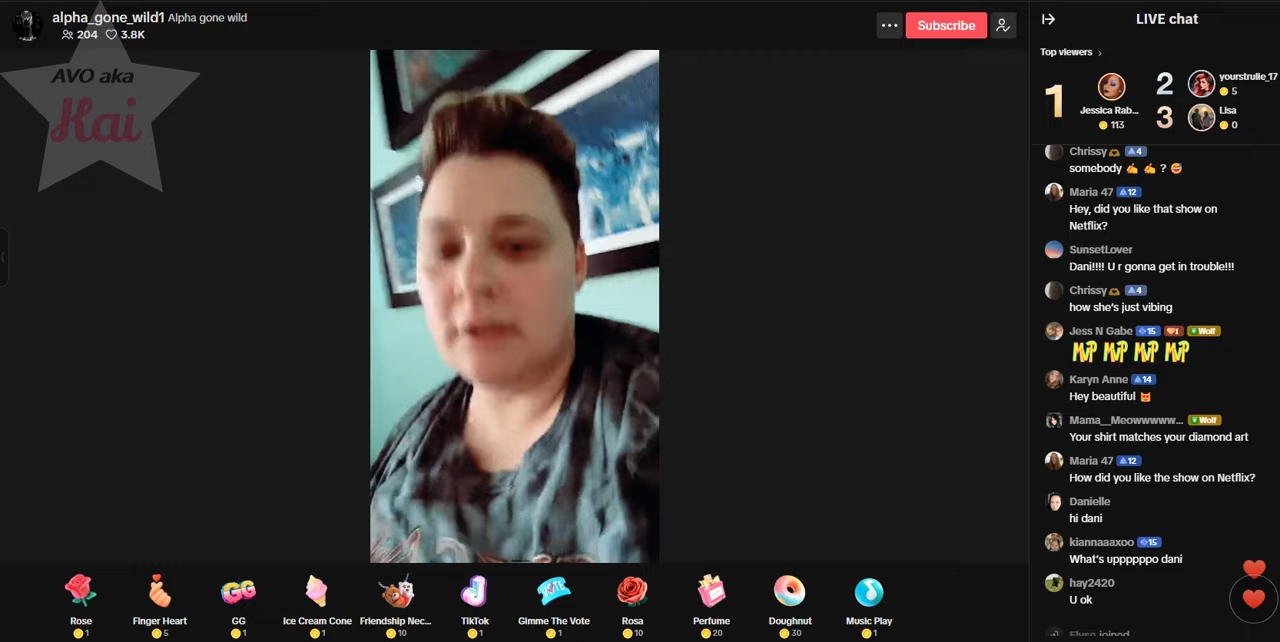 alpha_gone_wild1 Alpha gone wild
204 3.8K
Subscribe
AVO aka
Kai
LIVE chat
Top viewers
1
Jessica Rab...
113
2
yourstrulie_17
5
3
Lisa
0
Chrissy 4
somebody ?
Maria 47 12
Hey, did you like that show on
Netflix?
SunsetLover
Dani!!!! U r gonna get in trouble!!!
Chrissy 4
how she's just vibing
Jess N Gabe 15 I Wolf
MVP MVP MVP MVP
Karyn Anne 14
Hey beautiful
Mama__Meowwwww... Wolf
Your shirt matches your diamond art
Maria 47 12
How did you like the show on Netflix?
Danielle
hi dani
kiannaaaxoo 15
What's uppppppo dani
hay2420
U ok
joined
GG
VOTE
Rose
Finger Heart
GG
Ice Cream Cone
Friendship Nec...
TikTok
Gimme The Vote
Rosa
Perfume
Doughnut
Music Play
1
5
1
1
10
1
1
10
20
30
1